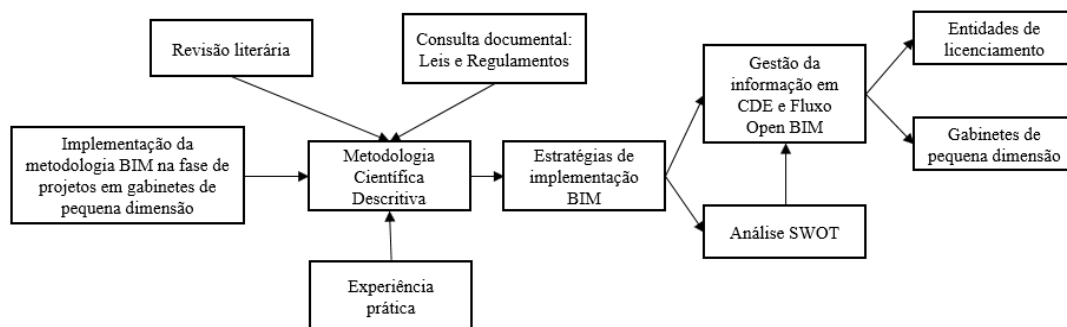 Revisão literária
Consulta documental:
Leis e Regulamentos
Implementação da
metodologia BIM na fase de
projetos em gabinetes de
pequena dimensão
Metodologia
Científica
Descritiva
Experiência
prática
Estratégias de
implementação
BIM
Gestão da
informação em
CDE e Fluxo
Open BIM
Análise SWOT
Entidades de
licenciamento
Gabinetes de
pequena dimensão